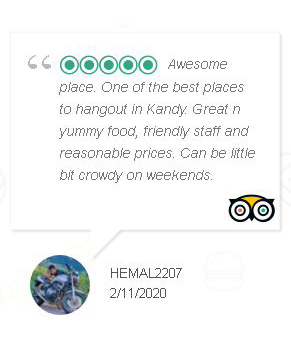 Awesome
place. One of the best places
to hangout in Kandy. Great n
yummy food, friendly staff and
reasonable prices. Can be little
bit crowdy on weekends.
HEMAL2207
2/11/2020